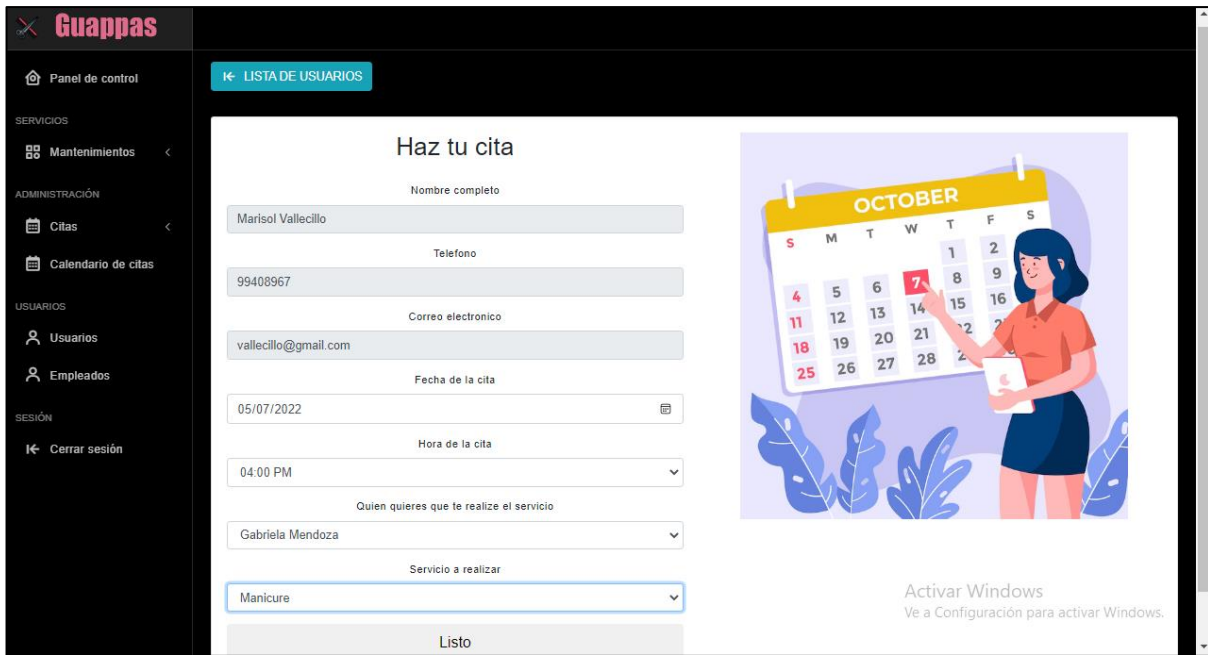 Guappas
Panel de control
SERVICIOS
Mantenimientos
ADMINISTRACIÓN
Citas
Calendario de citas
USUARIOS
Usuarios
Empleados
SESIÓN
Cerrar sesión
LISTA DE USUARIOS
Haz tu cita
Nombre completo
Marisol Vallecillo
Telefono
99408967
Correo electronico
vallecillo@gmail.com
Fecha de la cita
05/07/2022
Hora de la cita
04:00 PM
Quien quieres que te realize el servicio
Gabriela Mendoza
Servicio a realizar
Manicure
Listo
OCTOBER
S M T W T F S
1 2
4 5 6 7 8 9
11 12 13 14 15 16
18 19 20 21
25 26 27 28
Activar Windows
Ve a Configuración para activar Windows.